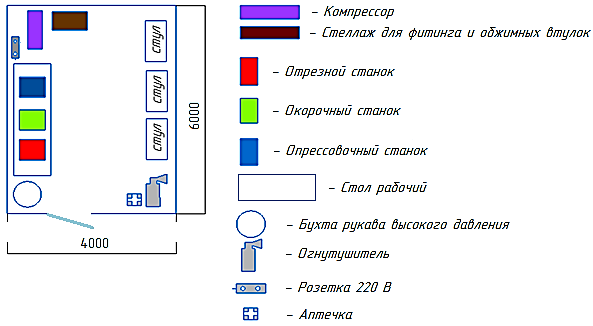 стул
стул
стул
6000
4000
– Компрессор
– Стеллаж для фитинга и обжимных втулок
– Отрезной станок
– Окорочный станок
– Опрессовочный станок
– Стол рабочий
– Бухта рукава высокого давления
– Огнутушитель
– Розетка 220 В
– Аптечка